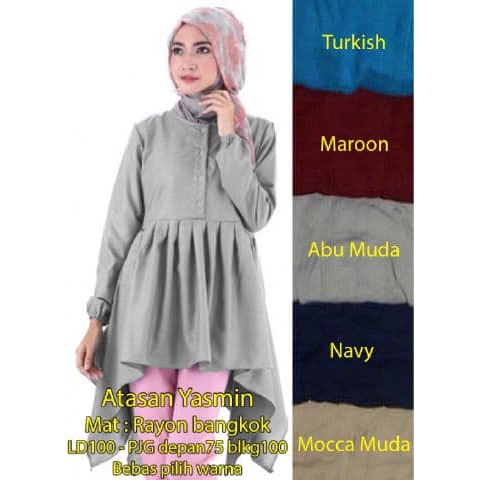 Turkish
Maroon
Abu Muda
Navy
Mocca Muda
Atasan Yasmin
Mat : Rayon bangkok
LD100 - PJG depan75 blkg100
Bebas pilih warna